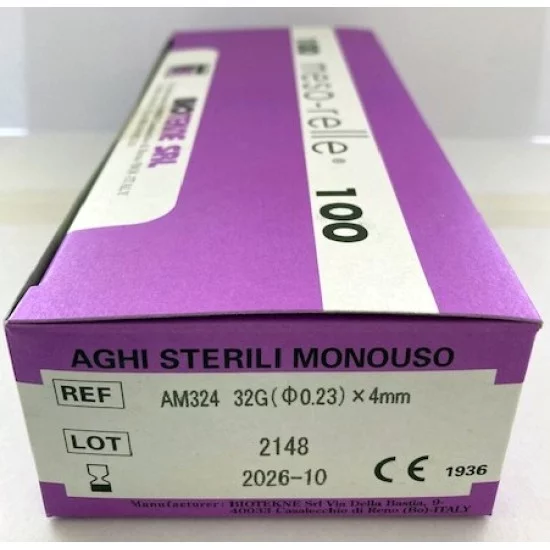 100 meso-relle® 100
BIOTEKNE SRL
AGHI STERILI MONOUSO
REF AM324 32G(Φ0.23)×4mm
LOT 2148
2026-10 CE 1936
Manufacturer: BIOTEKNE Srl Via Della Bastia, 9-
40033 Casalecchio di Reno (Bo)-ITALY